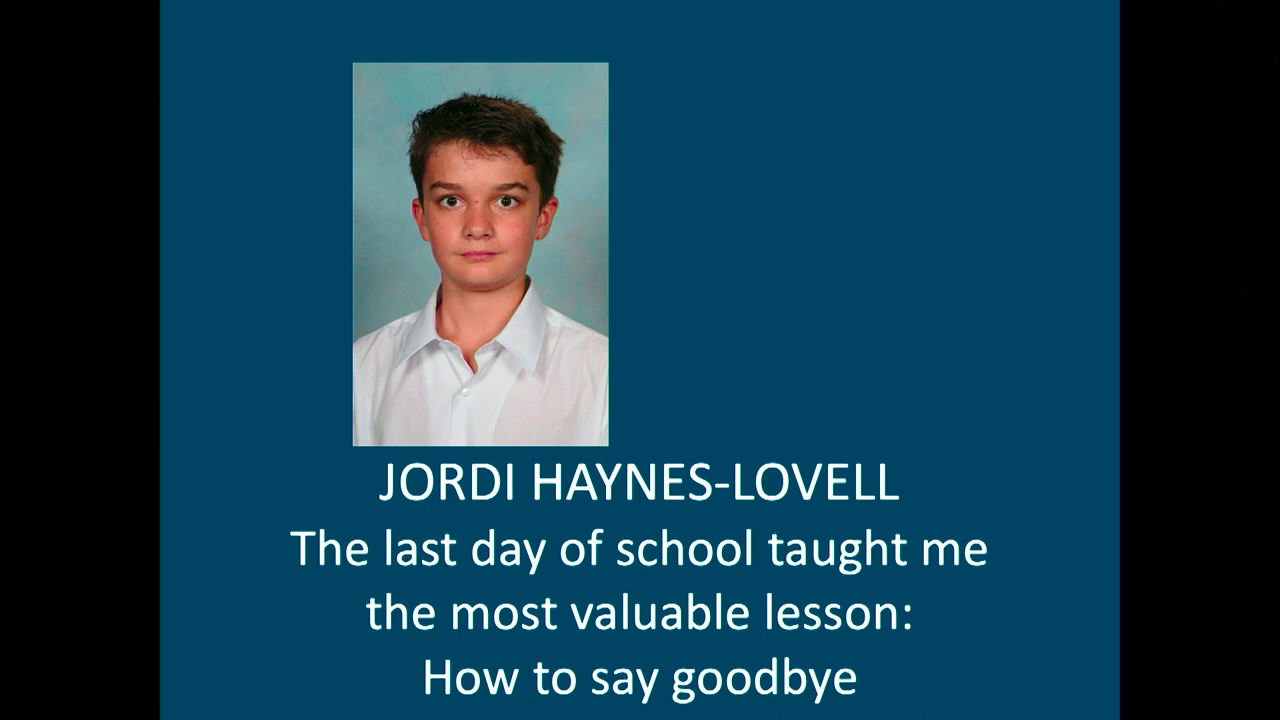 JORDI HAYNES-LOVELL
The last day of school taught me
the most valuable lesson:
How to say goodbye